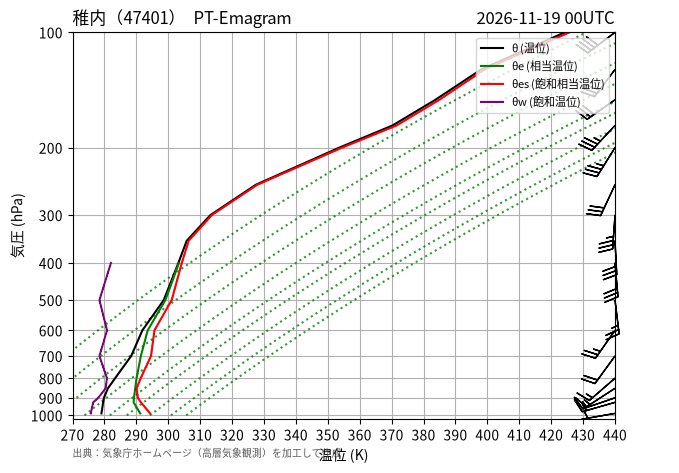 稚内（47401） PT-Emagram
2026-11-19 00UTC
θ (温位)
θe (相当温位)
θes (飽和相当温位)
θw (飽和温位)
気圧 (hPa)
100
200
300
400
500
600
700
800
900
1000
270 280 290 300 310 320 330 340 350 360 370 380 390 400 410 420 430 440
温位 (K)
出典：気象庁ホームページ（高層気象観測）を加工して